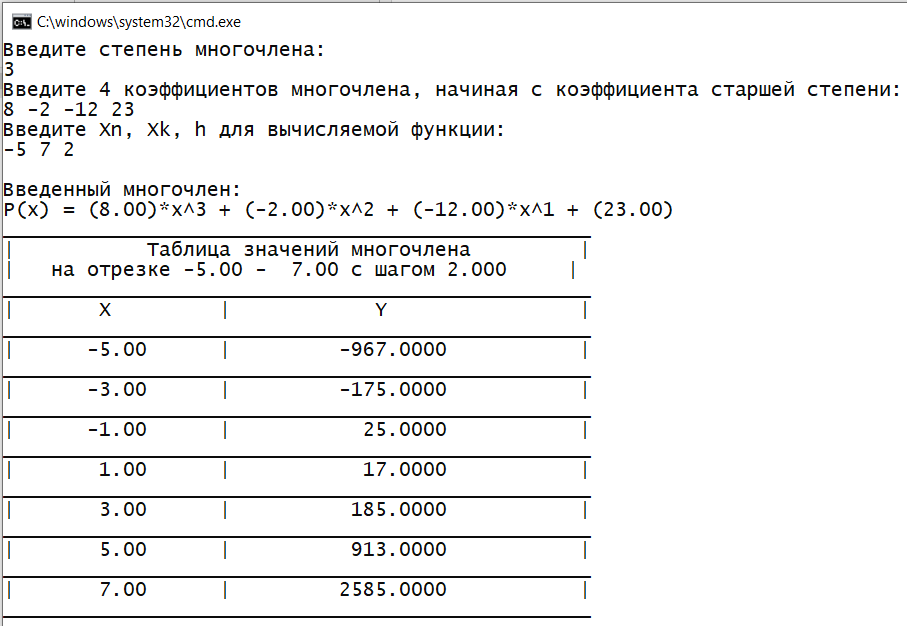 C:\windows\system32\cmd.exe
Введите степень многочлена:
3
Введите 4 коэффициентов многочлена, начиная с коэффициента старшей степени:
8 -2 -12 23
Введите Xn, Xk, h для вычисляемой функции:
-5 7 2
Введенный многочлен:
P(x) = (8.00)*x^3 + (-2.00)*x^2 + (-12.00)*x^1 + (23.00)
| Таблица значений многочлена |
| на отрезке -5.00 - 7.00 с шагом 2.000 |
| X | Y |
| -5.00 | -967.0000 |
| -3.00 | -175.0000 |
| -1.00 | 25.0000 |
| 1.00 | 17.0000 |
| 3.00 | 185.0000 |
| 5.00 | 913.0000 |
| 7.00 | 2585.0000 |